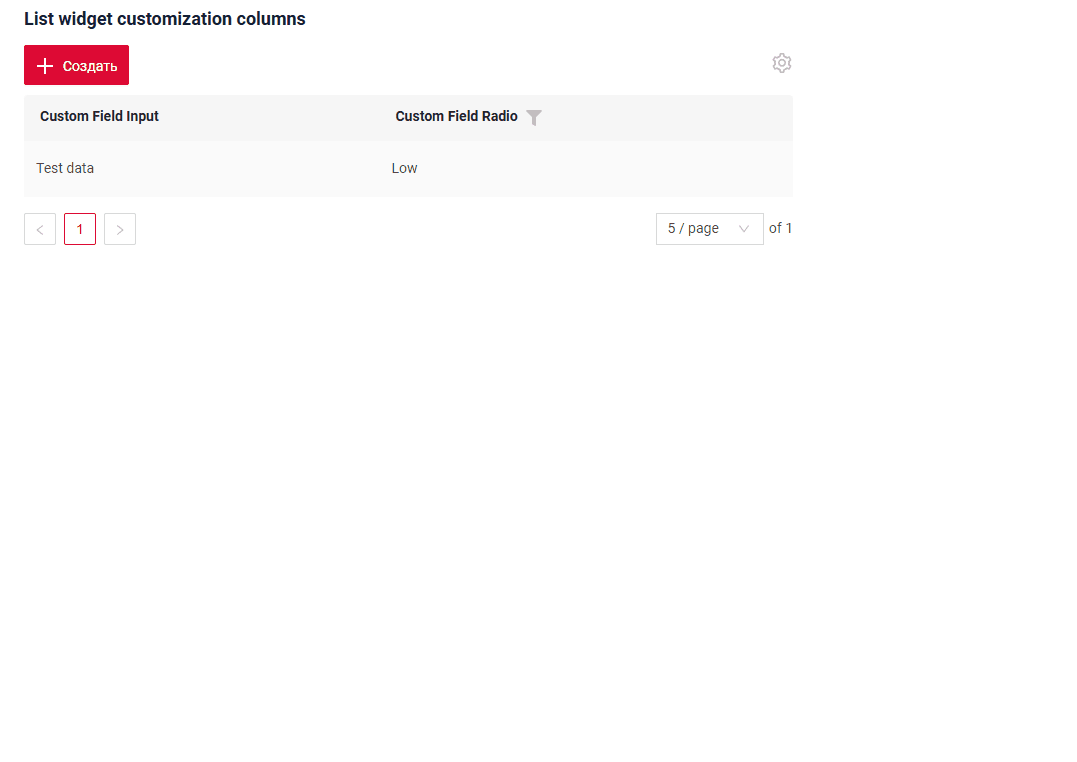 List widget customization columns
Создать
Custom Field Input Custom Field Radio
Test data Low
1 5 / page of 1